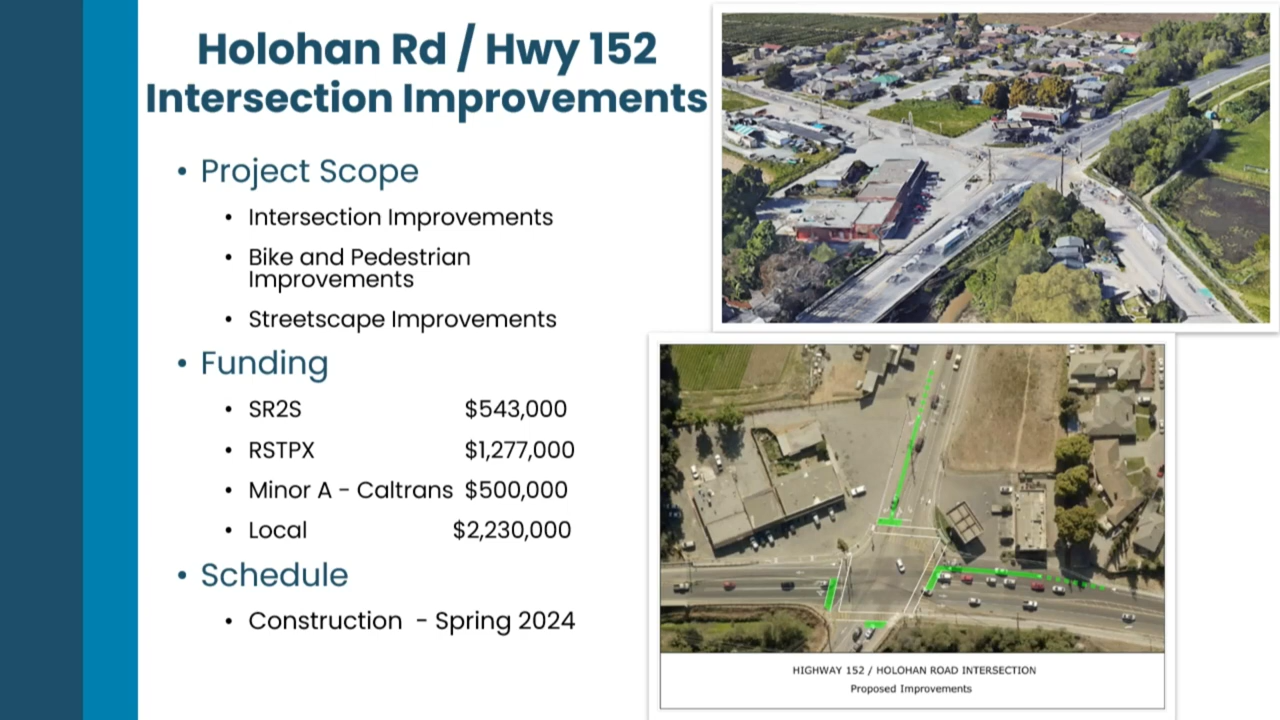 Holohan Rd / Hwy 152
Intersection Improvements
• Project Scope
• Intersection Improvements
• Bike and Pedestrian
Improvements
• Streetscape Improvements
• Funding
• SR2S $543,000
• RSTPX $1,277,000
• Minor A - Caltrans $500,000
• Local $2,230,000
• Schedule
• Construction - Spring 2024
HIGHWAY 152 / HOLOHAN ROAD INTERSECTION
Proposed Improvements